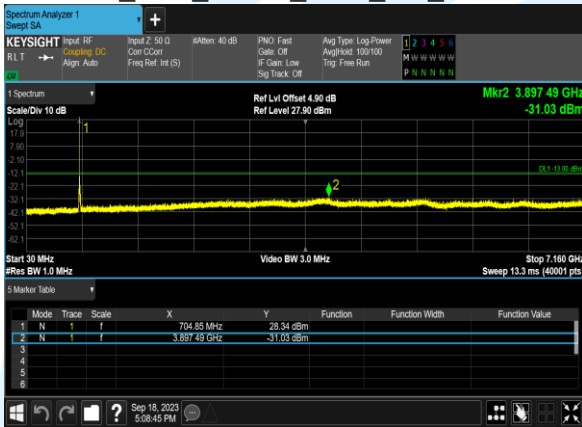 Spectrum Analyzer 1
Swept SA
+
KEYSIGHT Input: RF Input Z: 50 Ω #Atten: 40 dB PNO: Fast Avg Type: Log-Power 1 2 3 4 5 6
RLT Coupling: DC Corr CCorr Gate: Off Avg|Hold: 100/100 M W W W W W
Align: Auto Freq Ref: Int (S) IF Gain: Low Trig: Free Run
Sig Track: Off P N N N N N
1 Spectrum
Ref Lvl Offset 4.90 dB Mkr2 3.897 49 GHz
Scale/Div 10 dB Ref Level 27.90 dBm -31.03 dBm
Log
17.9
7.90
-2.10
-12.1
-22.1
-32.1
-42.1
-52.1
-62.1
1
DL1 -13.00 dBm
2
Start 30 MHz Video BW 3.0 MHz Stop 7.160 GHz
#Res BW 1.0 MHz Sweep 13.3 ms (40001 pts)
5 Marker Table
Mode Trace Scale X Y Function Function Width Function Value
1 N 1 f 704.85 MHz 28.34 dBm
2 N 1 f 3.897 49 GHz -31.03 dBm
3
4
5
6
? Sep 18, 2023
5:08:45 PM